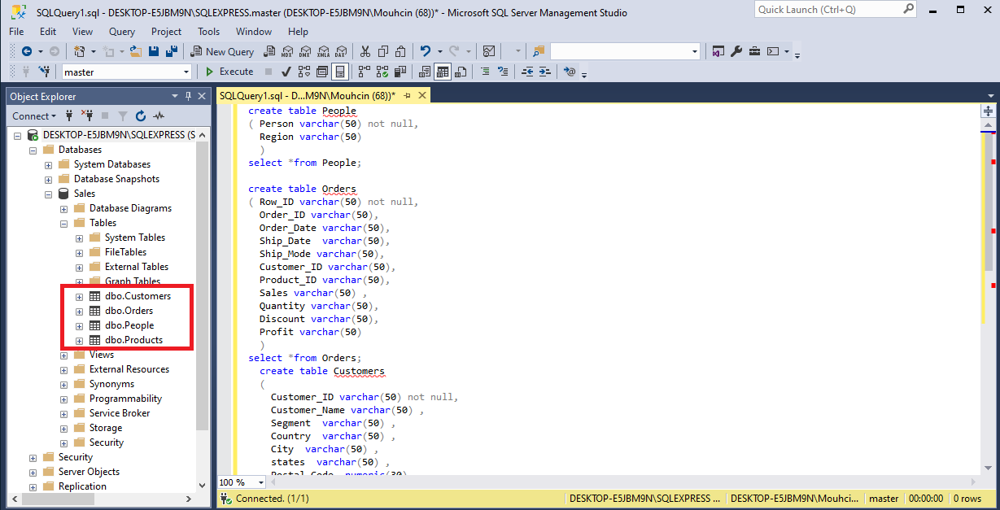 SQLQuery1.sql - DESKTOP-E5JBM9N\SQLEXPRESS.master (DESKTOP-E5JBM9N\Mouhcin (68))* - Microsoft SQL Server Management Studio
Quick Launch (Ctrl+Q)
File Edit View Query Project Tools Window Help
New Query MDX DMX XMLA DAX
master Execute
Object Explorer
SQLQuery1.sql - D...M9N\Mouhcin (68))*
Connect
DESKTOP-E5JBM9N\SQLEXPRESS (S
Databases
System Databases
Database Snapshots
Sales
Database Diagrams
Tables
System Tables
FileTables
External Tables
Graph Tables
dbo.Customers
dbo.Orders
dbo.People
dbo.Products
Views
External Resources
Synonyms
Programmability
Service Broker
Storage
Security
Security
Server Objects
Replication
create table People
( Person varchar(50) not null,
Region varchar(50)
)
select *from People;
create table Orders
( Row_ID varchar(50) not null,
Order_ID varchar(50),
Order_Date varchar(50),
Ship_Date  varchar(50),
Ship_Mode varchar(50),
Customer_ID varchar(50),
Product_ID varchar(50),
Sales varchar(50) ,
Quantity varchar(50),
Discount varchar(50),
Profit varchar(50)
)
select *from Orders;
create table Customers
(
Customer_ID varchar(50) not null,
Customer_Name varchar(50) ,
Segment  varchar(50) ,
Country  varchar(50) ,
City  varchar(50) ,
states  varchar(50) ,
Postal_Code  numeric(30)
100 %
Connected. (1/1)
DESKTOP-E5JBM9N\SQLEXPRESS ... DESKTOP-E5JBM9N\Mouhci... master 00:00:00 0 rows